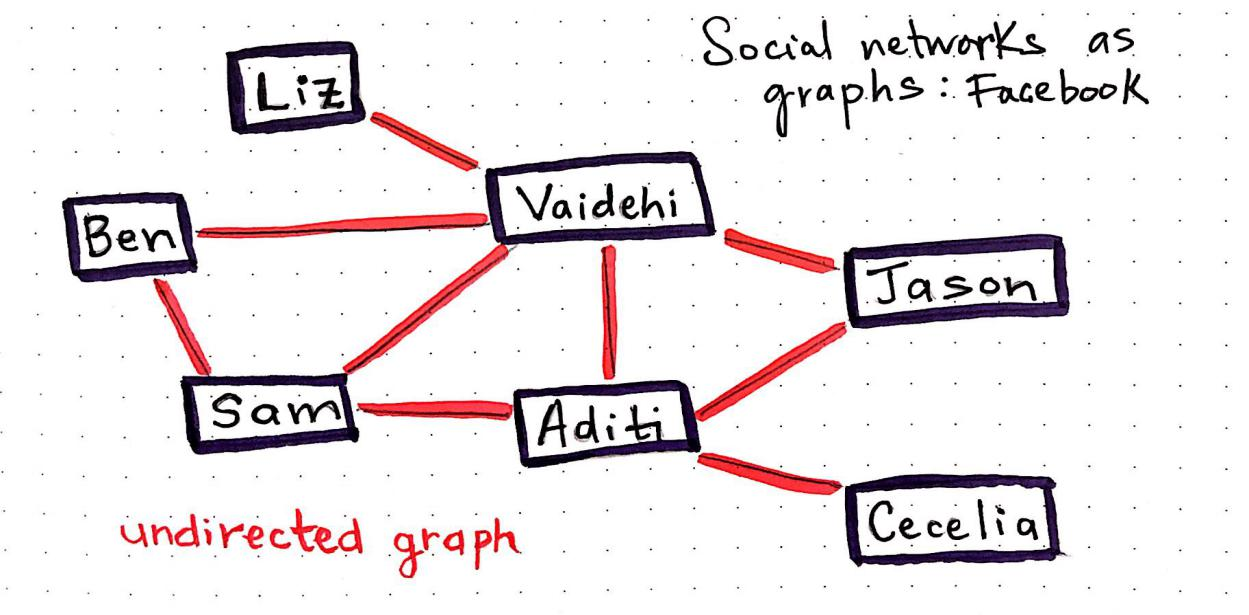 Social networks as
graphs: Facebook
Liz
Vaidehi
Ben
Jason
Sam
Aditi
Cecelia
undirected graph